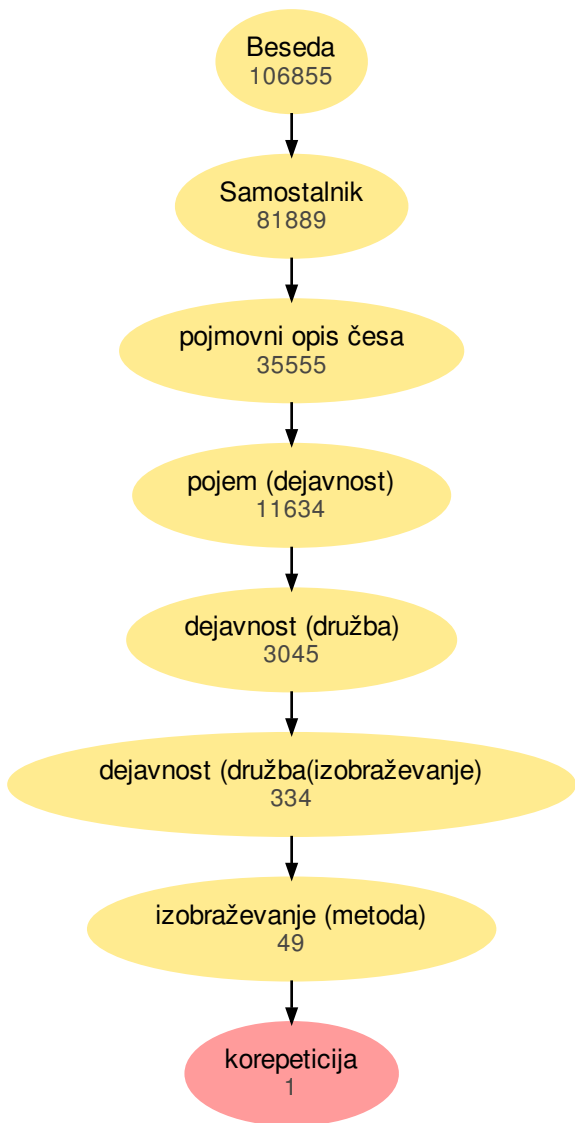 Beseda
106855
Samostalnik
81889
pojmovni opis česa
35555
pojem (dejavnost)
11634
dejavnost (družba)
3045
dejavnost (družba(izobraževanje)
334
izobraževanje (metoda)
49
korepeticija
1